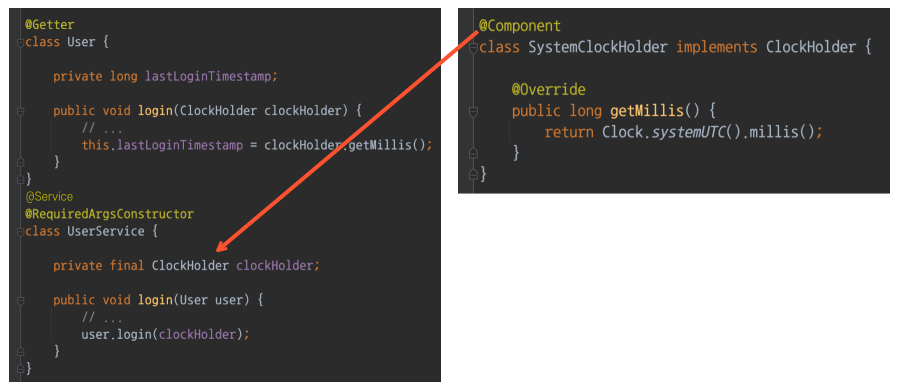 @Getter
class User {
private long lastLoginTimestamp;
public void login(ClockHolder clockHolder) {
// ...
this.lastLoginTimestamp = clockHolder.getMillis();
}
}
@Service
@RequiredArgsConstructor
class UserService {
private final ClockHolder clockHolder;
public void login(User user) {
// ...
user.login(clockHolder);
}
}
@Component
class SystemClockHolder implements ClockHolder {
@Override
public long getMillis() {
return Clock.systemUTC().millis();
}
}